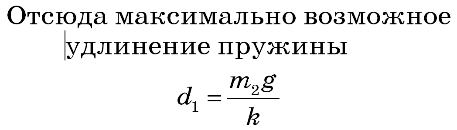 Отсюда максимально возможное
удлинение пружины
d₁ = m₂g / k